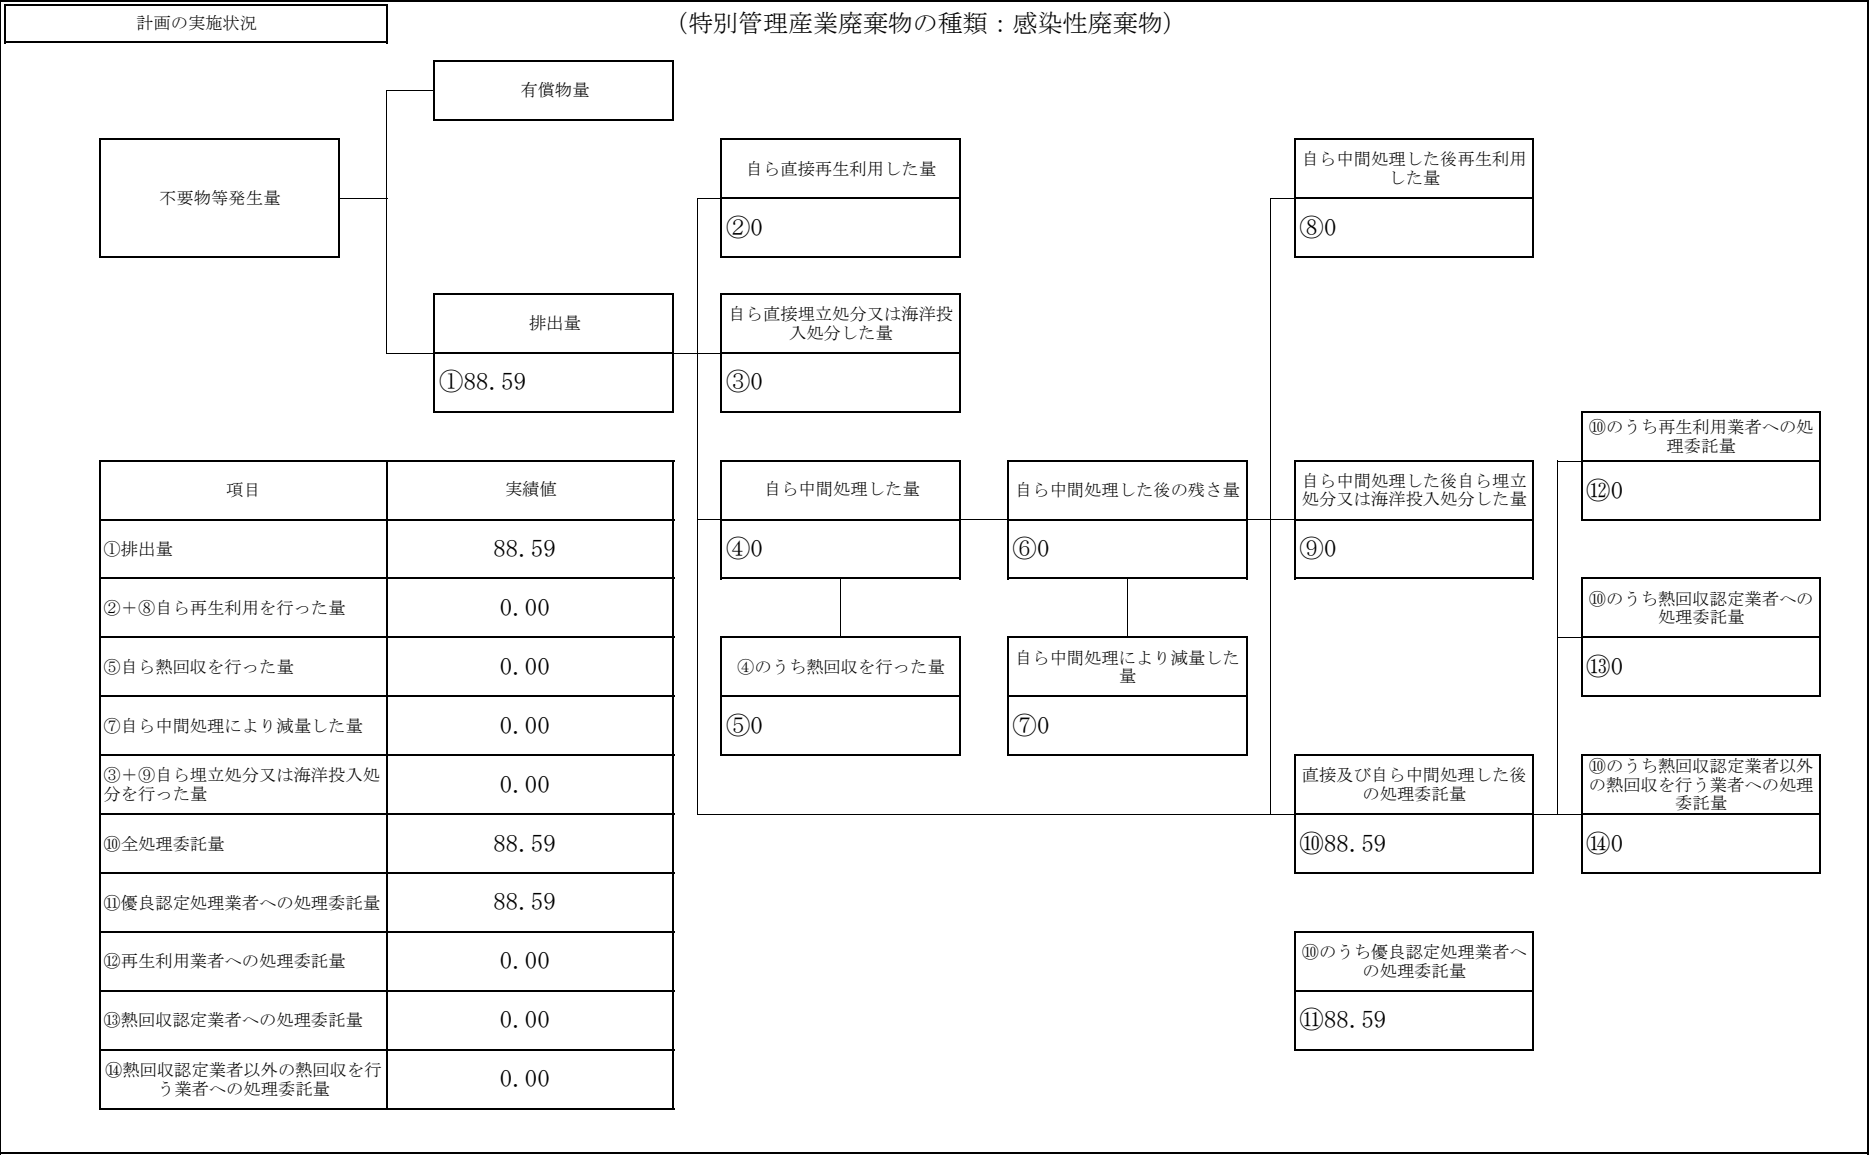 計画の実施状況
（特別管理産業廃棄物の種類：感染性廃棄物）
有償物量
不要物等発生量
自ら直接再生利用した量
②0
自ら中間処理した後再生利用
した量
⑧0
排出量
①88.59
自ら直接埋立処分又は海洋投
入処分した量
③0
⑩のうち再生利用業者への処
理委託量
⑫0
自ら中間処理した量
④0
自ら中間処理した後の残さ量
⑥0
自ら中間処理した後自ら埋立
処分又は海洋投入処分した量
⑨0
④のうち熱回収を行った量
⑤0
自ら中間処理により減量した
量
⑦0
⑩のうち熱回収認定業者への
処理委託量
⑬0
直接及び自ら中間処理した後
の処理委託量
⑩88.59
⑩のうち熱回収認定業者以外
の熱回収を行う業者への処理
委託量
⑭0
⑩のうち優良認定処理業者へ
の処理委託量
⑪88.59
項目 実績値
①排出量 88.59
②＋⑧自ら再生利用を行った量 0.00
⑤自ら熱回収を行った量 0.00
⑦自ら中間処理により減量した量 0.00
③＋⑨自ら埋立処分又は海洋投入処
分を行った量 0.00
⑩全処理委託量 88.59
⑪優良認定処理業者への処理委託量 88.59
⑫再生利用業者への処理委託量 0.00
⑬熱回収認定業者への処理委託量 0.00
⑭熱回収認定業者以外の熱回収を行
う業者への処理委託量 0.00